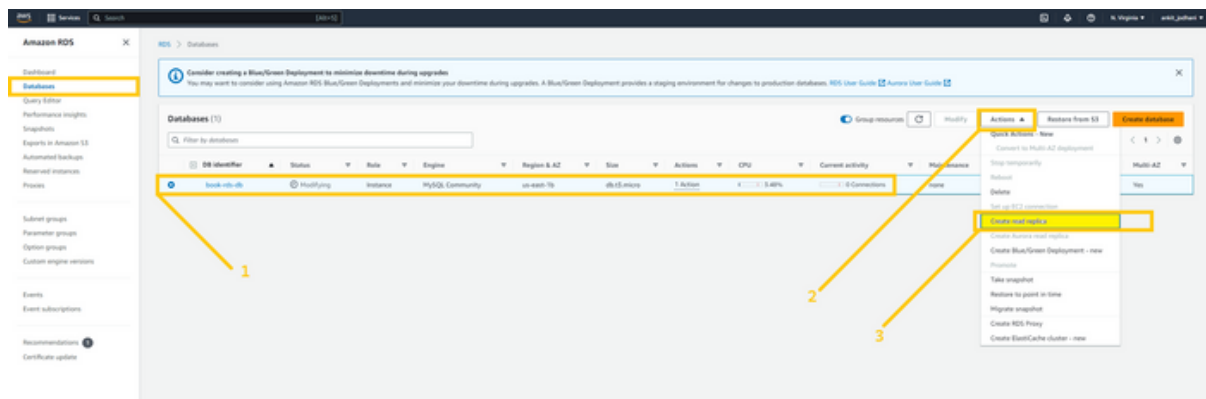 aws Services Search [Alt+S] N. Virginia ankit_jadhani
Amazon RDS
RDS > Databases
Dashboard
Databases
Query Editor
Performance insights
Snapshots
Exports in Amazon S3
Automated backups
Reserved instances
Proxies
Subnet groups
Parameter groups
Option groups
Custom engine versions
Events
Event subscriptions
Recommendations 1
Certificate update
Consider creating a Blue/Green Deployment to minimize downtime during upgrades
You may want to consider using Amazon RDS Blue/Green Deployments and minimize your downtime during upgrades. A Blue/Green Deployment provides a staging environment for changes to production databases. RDS User Guide Aurora User Guide
Databases (1) Group resources Modify Actions Restore from S3 Create database
Filter by databases < 1 >
DB identifier Status Role Engine Region & AZ Size Actions CPU Current activity Maintenance Multi-AZ
book-rds-db Modifying Instance MySQL Community us-east-1b db.t3.micro 1 Action 3.48% 0 Connections none Yes
Quick Actions - New
Convert to Multi-AZ deployment
Stop temporarily
Reboot
Delete
Set up EC2 connection
Create read replica
Create Aurora read replica
Create Blue/Green Deployment - new
Promote
Take snapshot
Restore to point in time
Migrate snapshot
Create RDS Proxy
Create ElastiCache cluster - new
1
2
3